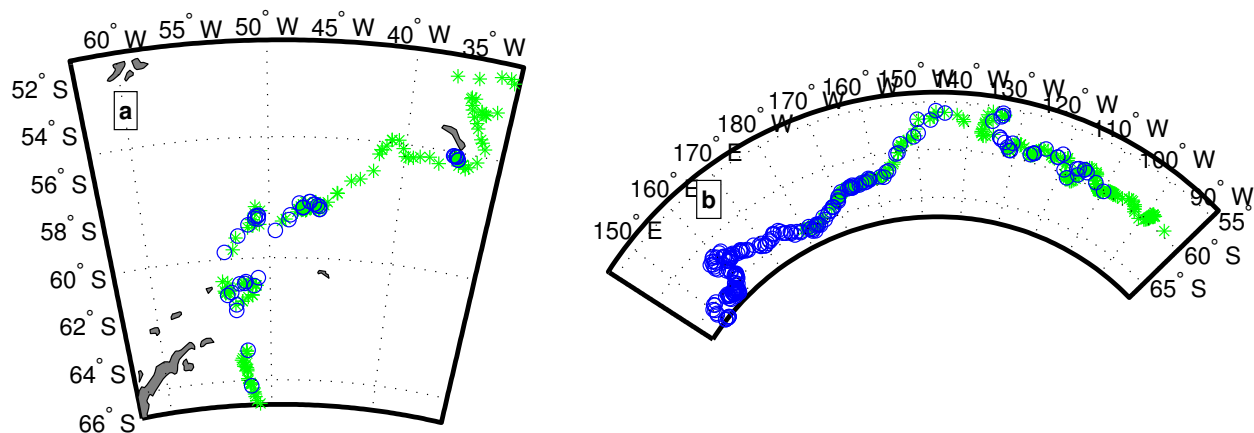 60° W
55° W
50° W
45° W
40° W
35° W
52° S
54° S
56° S
58° S
60° S
62° S
64° S
66° S
a
150° E
160° E
170° E
180° W
170° W
160° W
150° W
140° W
130° W
120° W
110° W
100° W
90° W
55°
60° S
65° S
b